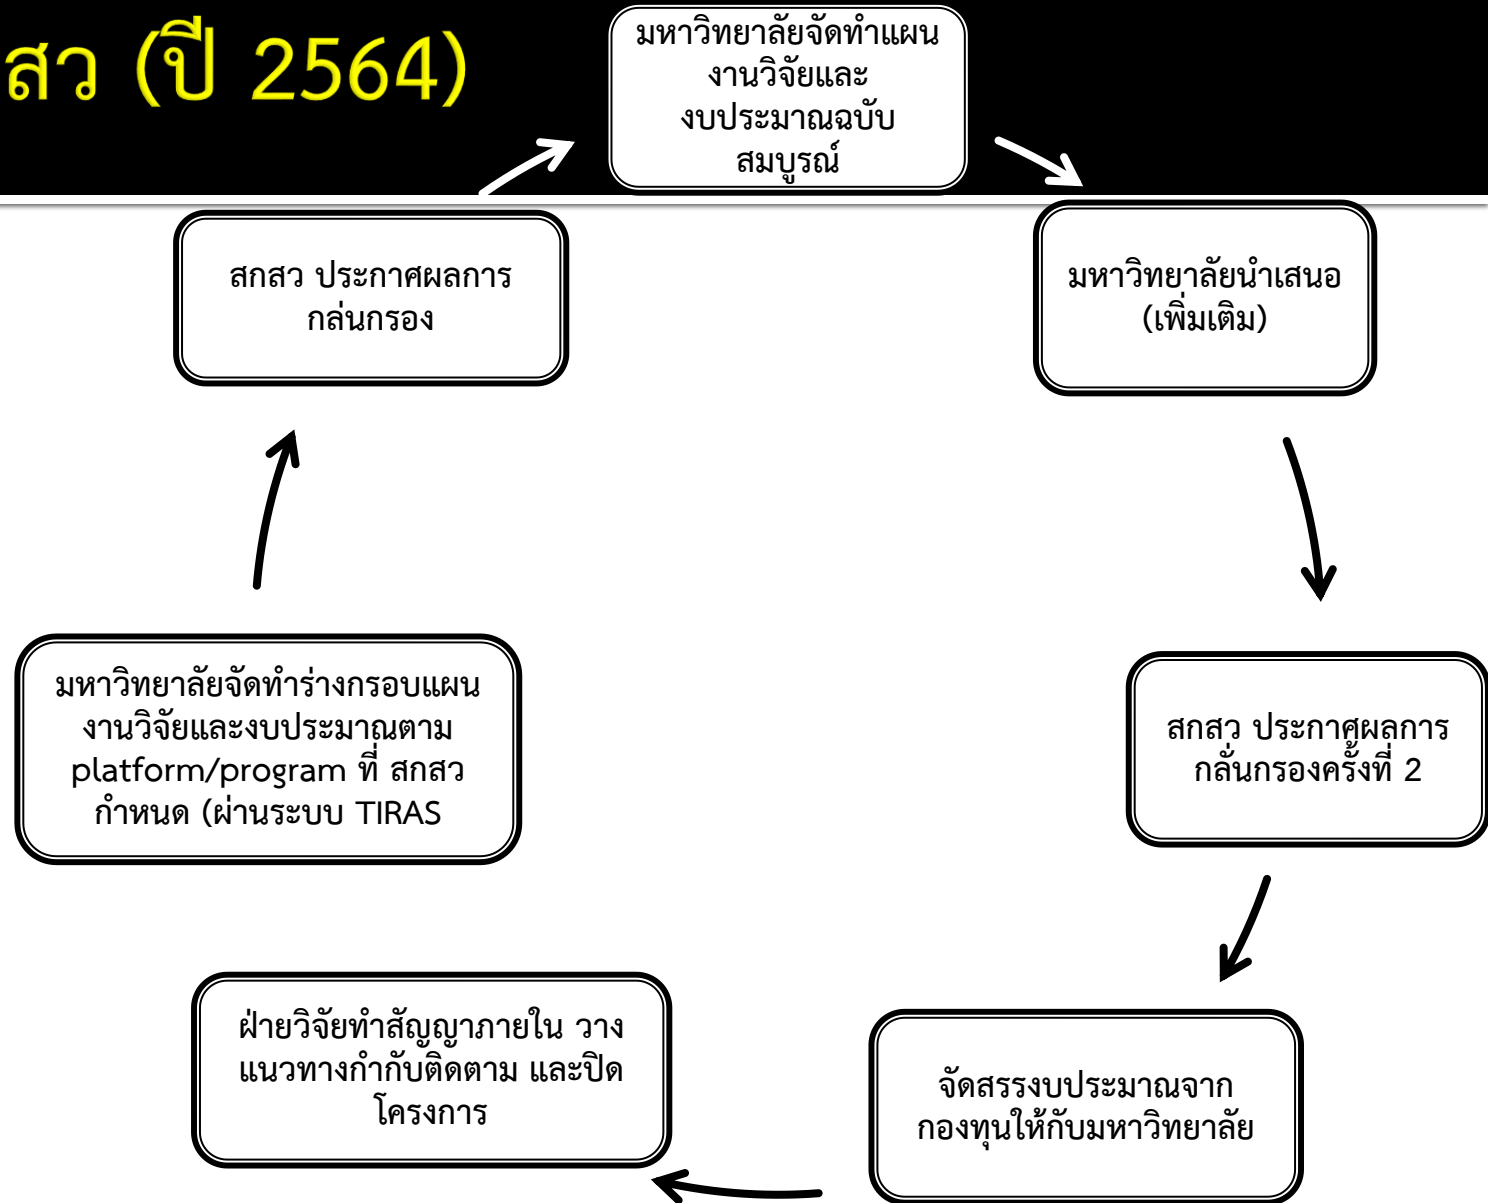 สว (ปี 2564)
มหาวิทยาลัยจัดทำแผน
งานวิจัยและ
งบประมาณฉบับ
สมบูรณ์
สกสว ประกาศผลการ
กล่นกรอง
มหาวิทยาลัยนำเสนอ
(เพิ่มเติม)
มหาวิทยาลัยจัดทำร่างกรอบแผน
งานวิจัยและงบประมาณตาม
platform/program ที่ สกสว
กำหนด (ผ่านระบบ TIRAS
สกสว ประกาศผลการ
กลั่นกรองครั้งที่ 2
ฝ่ายวิจัยทำสัญญาภายใน วาง
แนวทางกำกับติดตาม และปิด
โครงการ
จัดสรรงบประมาณจาก
กองทุนให้กับมหาวิทยาลัย